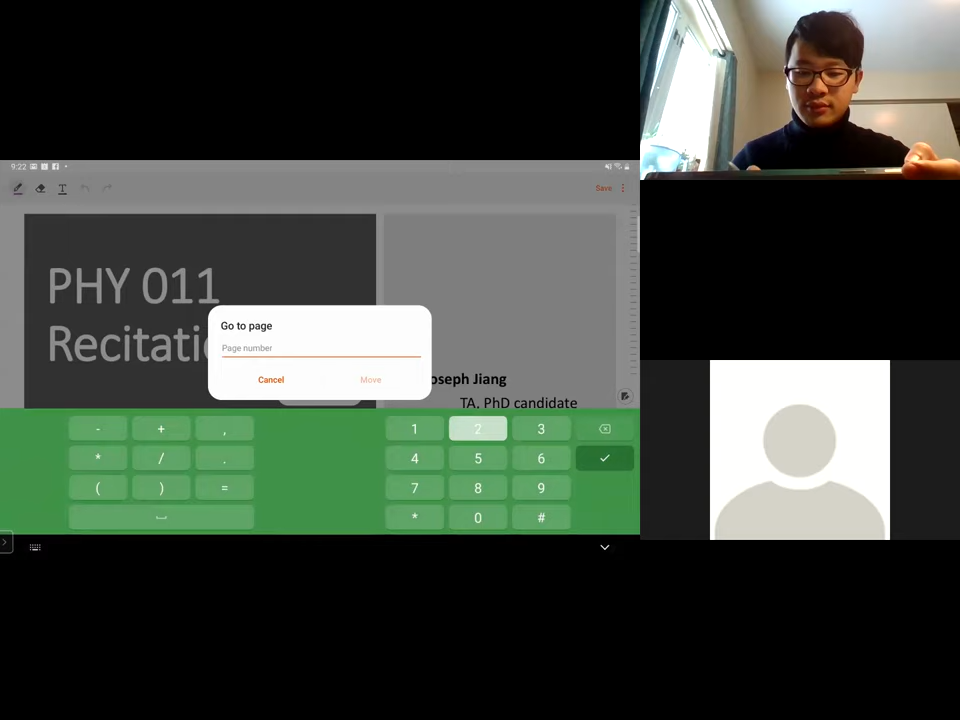 9:22
Save
PHY 011
Recitati
Go to page
Page number
Cancel
Move
oseph Jiang
TA, PhD candidate
- + , 1 2 3
* / . 4 5 6
( ) = 7 8 9
* 0 #